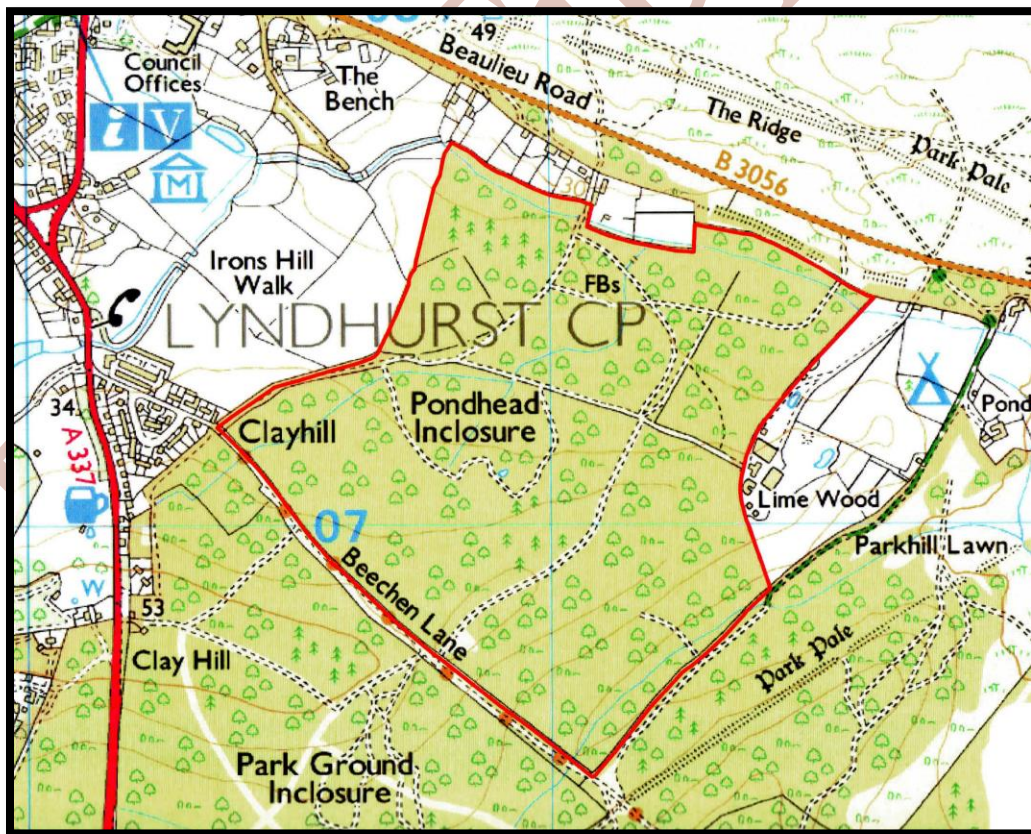 49
Council
Offices
The
Bench
Beaulieu Road
The Ridge
Park Pale
B 3056
i V
M
30
Irons Hill
Walk
FBs
LYNDHURST CP
34
A 337
Clayhill
Pondhead
Inclosure
Pond
Lime Wood
07
Beechen Lane
Parkhill Lawn
W
53
Clay Hill
Park Pale
Park Ground
Inclosure